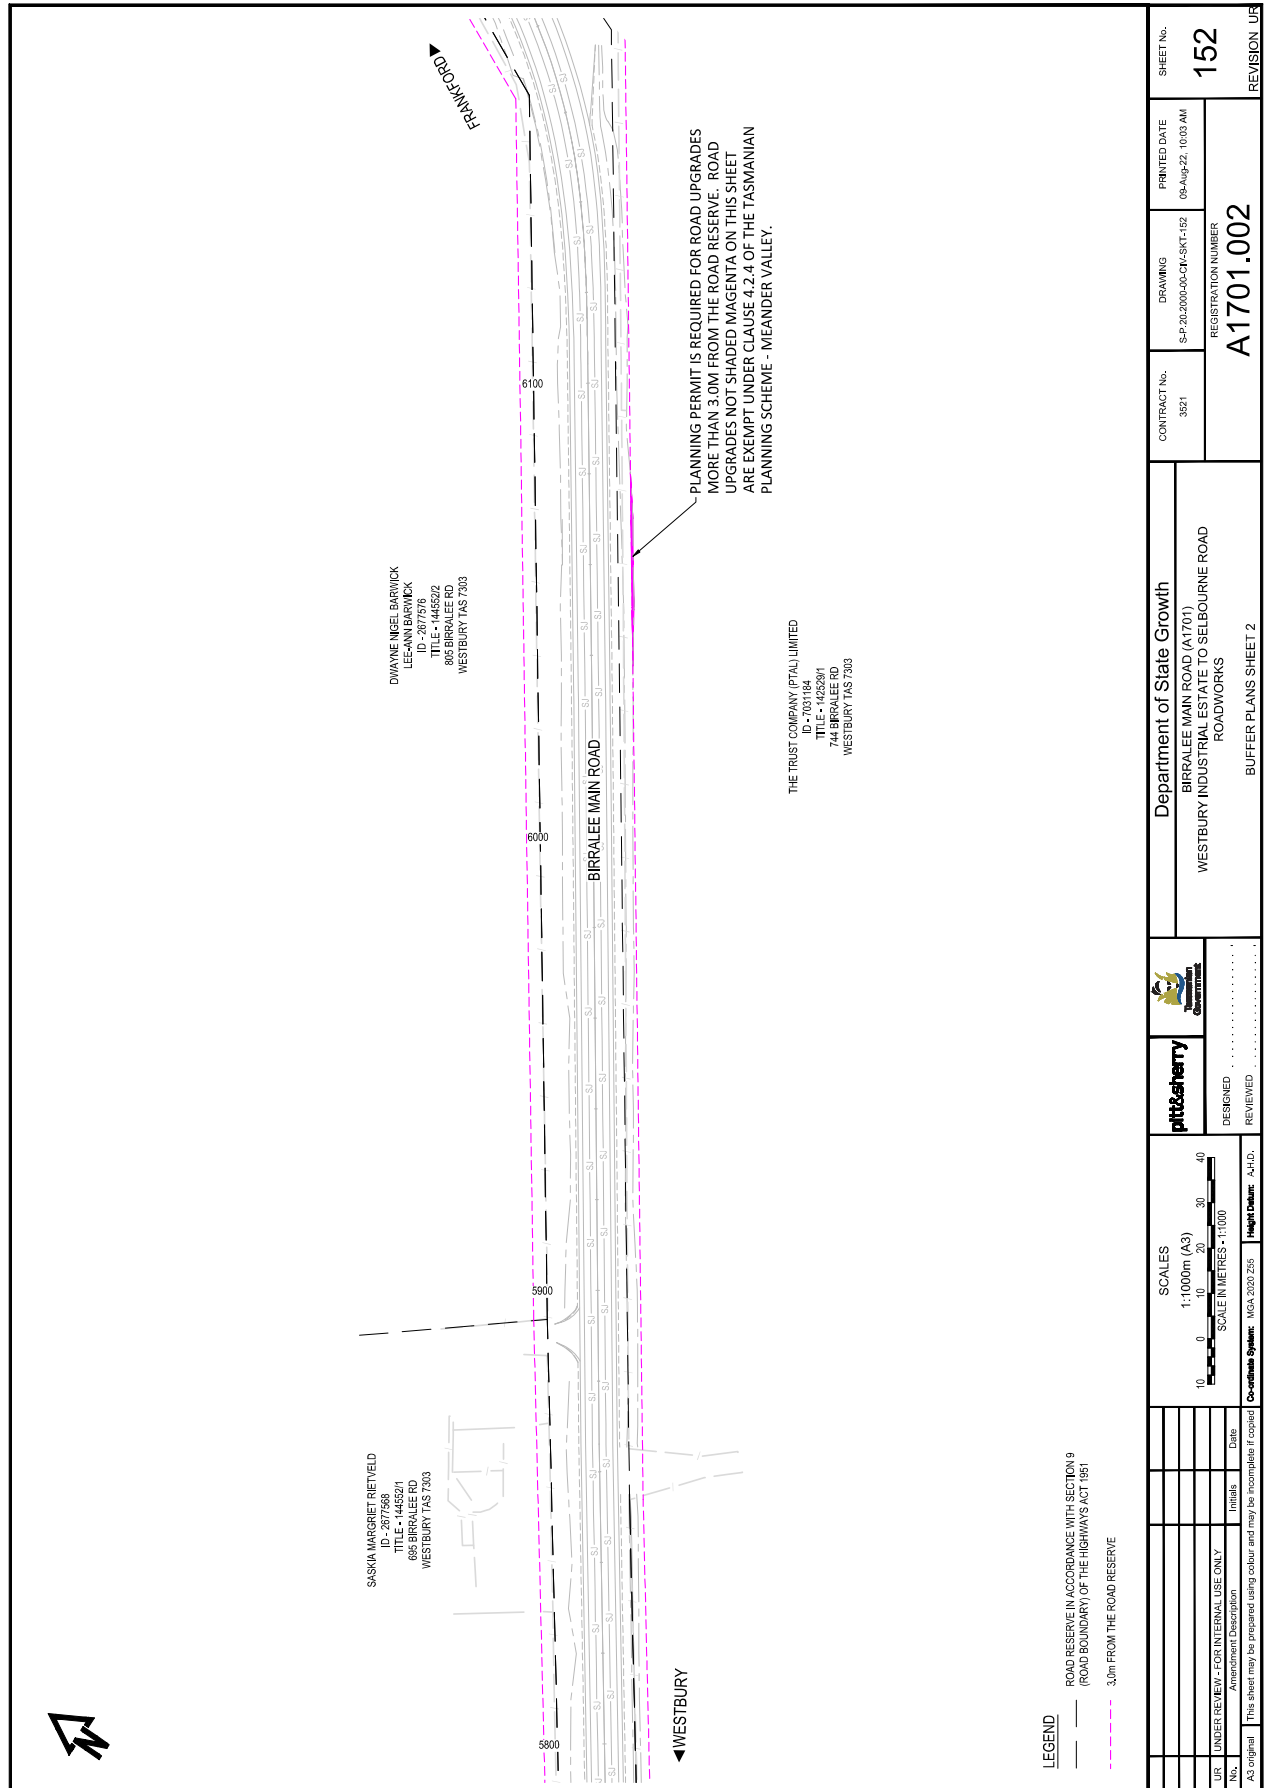 FRANKFORD
PLANNING PERMIT IS REQUIRED FOR ROAD UPGRADES
MORE THAN 3.0M FROM THE ROAD RESERVE. ROAD
UPGRADES NOT SHADED MAGENTA ON THIS SHEET
ARE EXEMPT UNDER CLAUSE 4.2.4 OF THE TASMANIAN
PLANNING SCHEME - MEANDER VALLEY.
DWAYNE NIGEL BARWICK
LEE-ANN BARWICK
ID - 2677576
TITLE - 144552/2
805 BIRRALEE RD
WESTBURY TAS 7303
THE TRUST COMPANY (PTAL) LIMITED
ID - 7031184
TITLE - 142529/1
744 BIRRALEE RD
WESTBURY TAS 7303
SASKIA MARGRIET RIETVELD
ID - 2677568
TITLE - 144552/1
695 BIRRALEE RD
WESTBURY TAS 7303
BIRRALEE MAIN ROAD
5800
5900
6000
6100
WESTBURY
LEGEND
ROAD RESERVE IN ACCORDANCE WITH SECTION 9
(ROAD BOUNDARY) OF THE HIGHWAYS ACT 1951
3.0m FROM THE ROAD RESERVE
UR UNDER REVIEW - FOR INTERNAL USE ONLY
No. Amendment Description Initials Date
A3 original This sheet may be prepared using colour and may be incomplete if copied
SCALES
1:1000m (A3)
10 0 10 20 30 40
SCALE IN METRES - 1:1000
Co-ordinate System: MGA 2020 Z55 Height Datum: A.H.D.
pitt&sherry
Tasmanian
Government
DESIGNED
REVIEWED
Department of State Growth
BIRRALEE MAIN ROAD (A1701)
WESTBURY INDUSTRIAL ESTATE TO SELBOURNE ROAD
ROADWORKS
BUFFER PLANS SHEET 2
CONTRACT No.
3521
DRAWING
S-P.20.2000-00-CIV-SKT-152
PRINTED DATE
09-Aug-22, 10:03 AM
REGISTRATION NUMBER
A1701.002
SHEET No.
152
REVISION UR